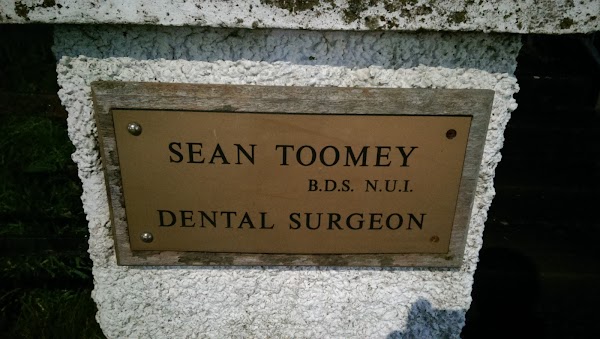 SEAN TOOMEY
B.D.S. N.U.I.
DENTAL SURGEON